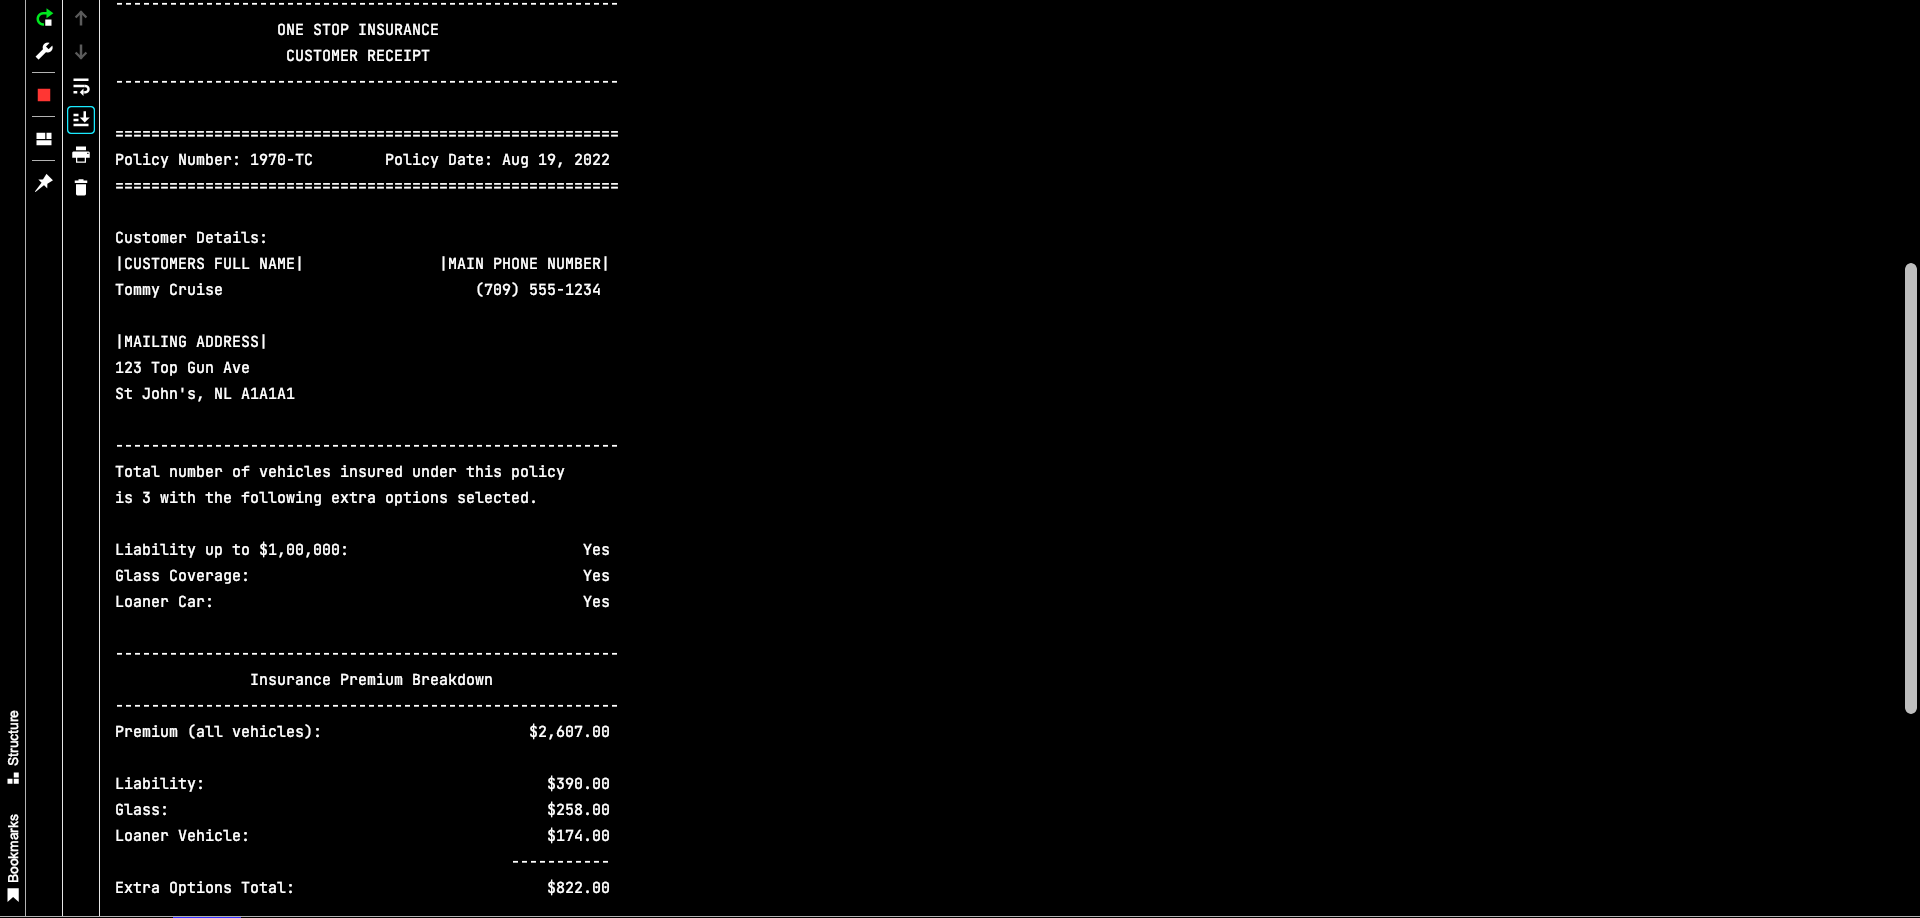 -------------------------------------------------------
ONE STOP INSURANCE
CUSTOMER RECEIPT
-------------------------------------------------------
=======================================================
Policy Number: 1970-TC        Policy Date: Aug 19, 2022
=======================================================
Customer Details:
|CUSTOMERS FULL NAME|               |MAIN PHONE NUMBER|
Tommy Cruise                            (709) 555-1234
|MAILING ADDRESS|
123 Top Gun Ave
St John's, NL A1A1A1
-------------------------------------------------------
Total number of vehicles insured under this policy
is 3 with the following extra options selected.
Liability up to $1,00,000:                          Yes
Glass Coverage:                                     Yes
Loaner Car:                                         Yes
-------------------------------------------------------
Insurance Premium Breakdown
-------------------------------------------------------
Premium (all vehicles):                       $2,607.00
Liability:                                      $390.00
Glass:                                          $258.00
Loaner Vehicle:                                 $174.00
-----------
Extra Options Total:                            $822.00
Structure
Bookmarks